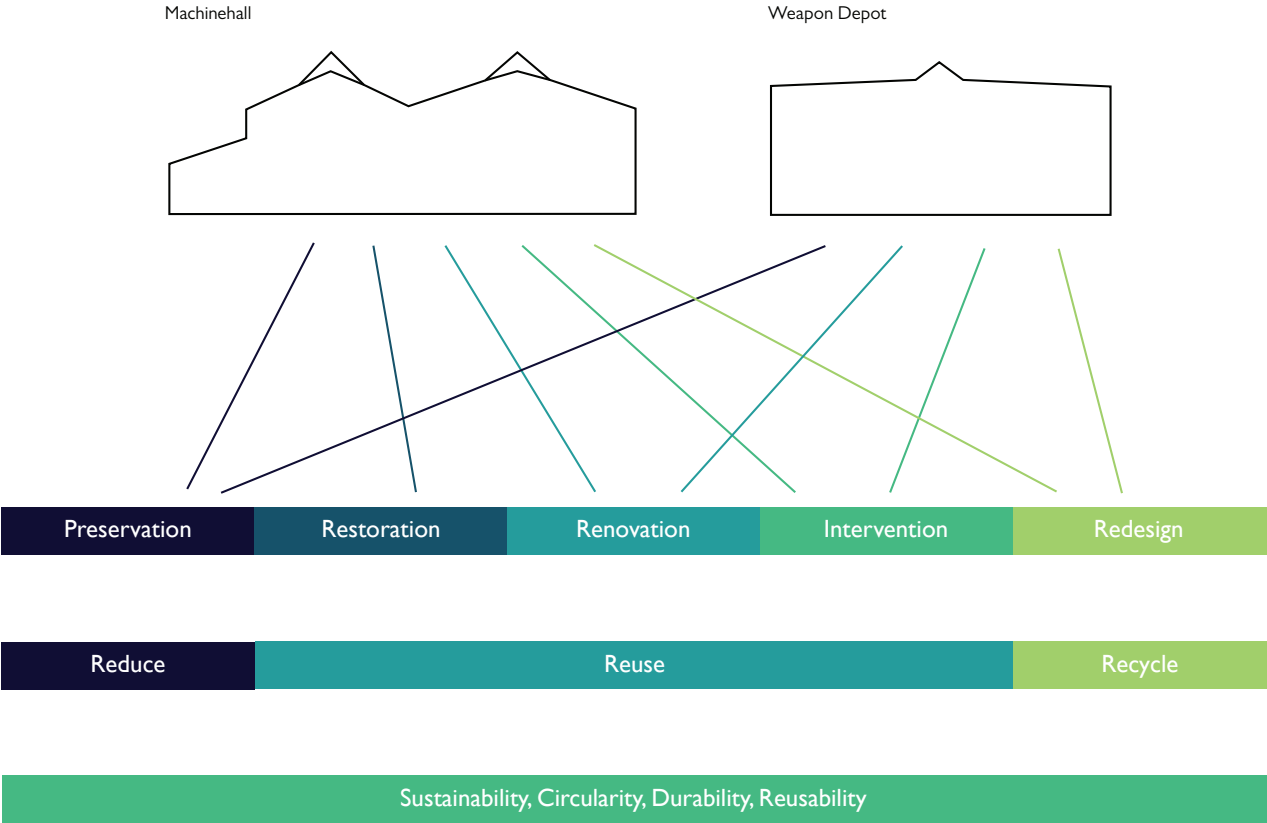 Machinehall
Weapon Depot
Preservation
Restoration
Renovation
Intervention
Redesign
Reduce
Reuse
Recycle
Sustainability, Circularity, Durability, Reusability